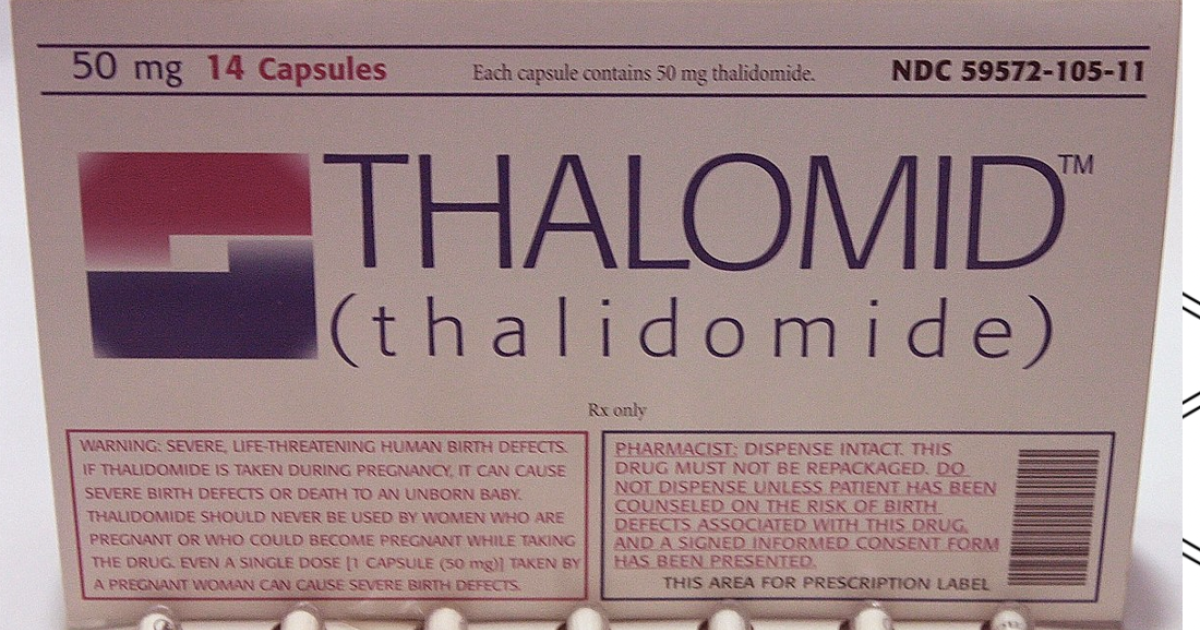 50 mg 14 Capsules Each capsule contains 50 mg thalidomide. NDC 59572-105-11
THALOMID™
(thalidomide)
Rx only
WARNING: SEVERE, LIFE-THREATENING HUMAN BIRTH DEFECTS.
IF THALIDOMIDE IS TAKEN DURING PREGNANCY, IT CAN CAUSE
SEVERE BIRTH DEFECTS OR DEATH TO AN UNBORN BABY.
THALIDOMIDE SHOULD NEVER BE USED BY WOMEN WHO ARE
PREGNANT OR WHO COULD BECOME PREGNANT WHILE TAKING
THE DRUG. EVEN A SINGLE DOSE [1 CAPSULE (50 mg)] TAKEN BY
A PREGNANT WOMAN CAN CAUSE SEVERE BIRTH DEFECTS.
PHARMACIST: DISPENSE INTACT. THIS
DRUG MUST NOT BE REPACKAGED. DO
NOT DISPENSE UNLESS PATIENT HAS BEEN
COUNSELED ON THE RISK OF BIRTH
DEFECTS ASSOCIATED WITH THIS DRUG,
AND A SIGNED INFORMED CONSENT FORM
HAS BEEN PRESENTED.
THIS AREA FOR PRESCRIPTION LABEL